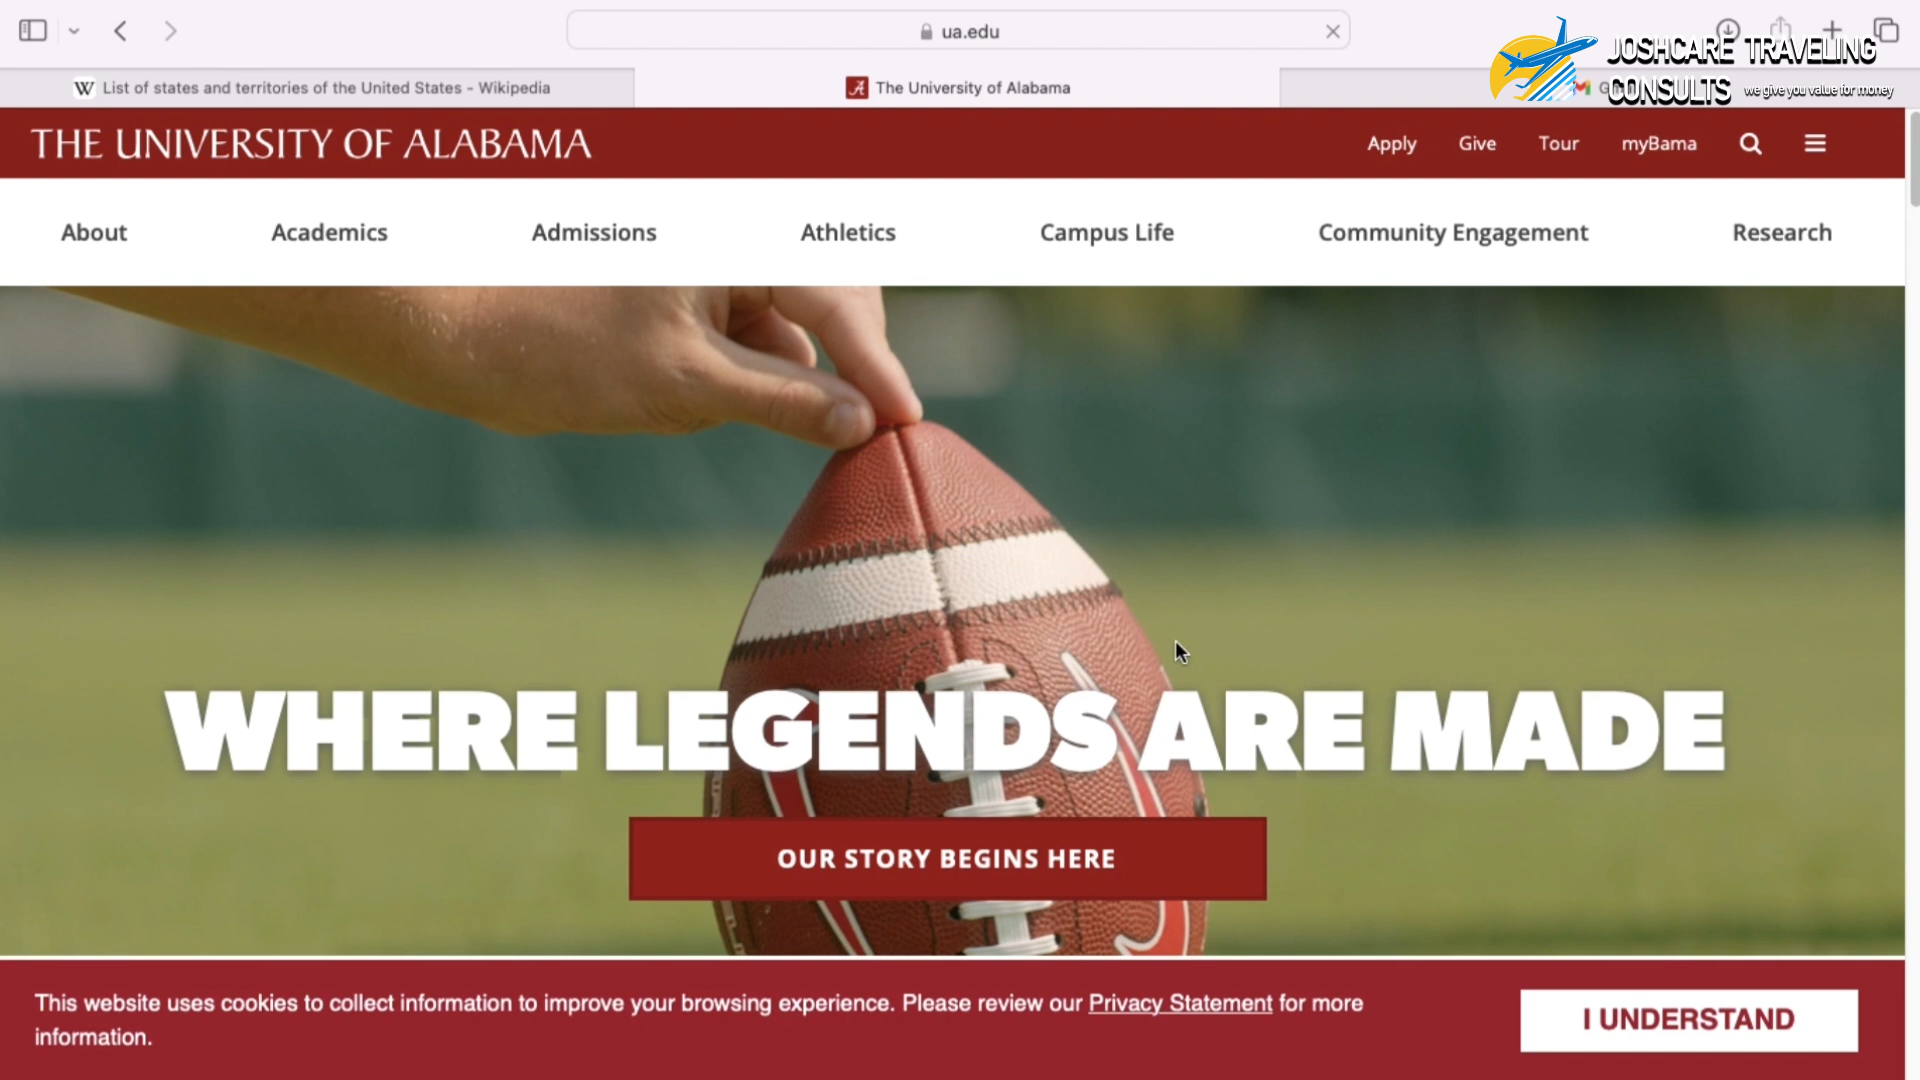 ua.edu
List of states and territories of the United States - Wikipedia
The University of Alabama
JOSHCARE TRAVELING
CONSULTS we give you value for money
THE UNIVERSITY OF ALABAMA
Apply Give Tour myBama
About Academics Admissions Athletics Campus Life Community Engagement Research
WHERE LEGENDS ARE MADE
OUR STORY BEGINS HERE
This website uses cookies to collect information to improve your browsing experience. Please review our Privacy Statement for more
information.
I UNDERSTAND